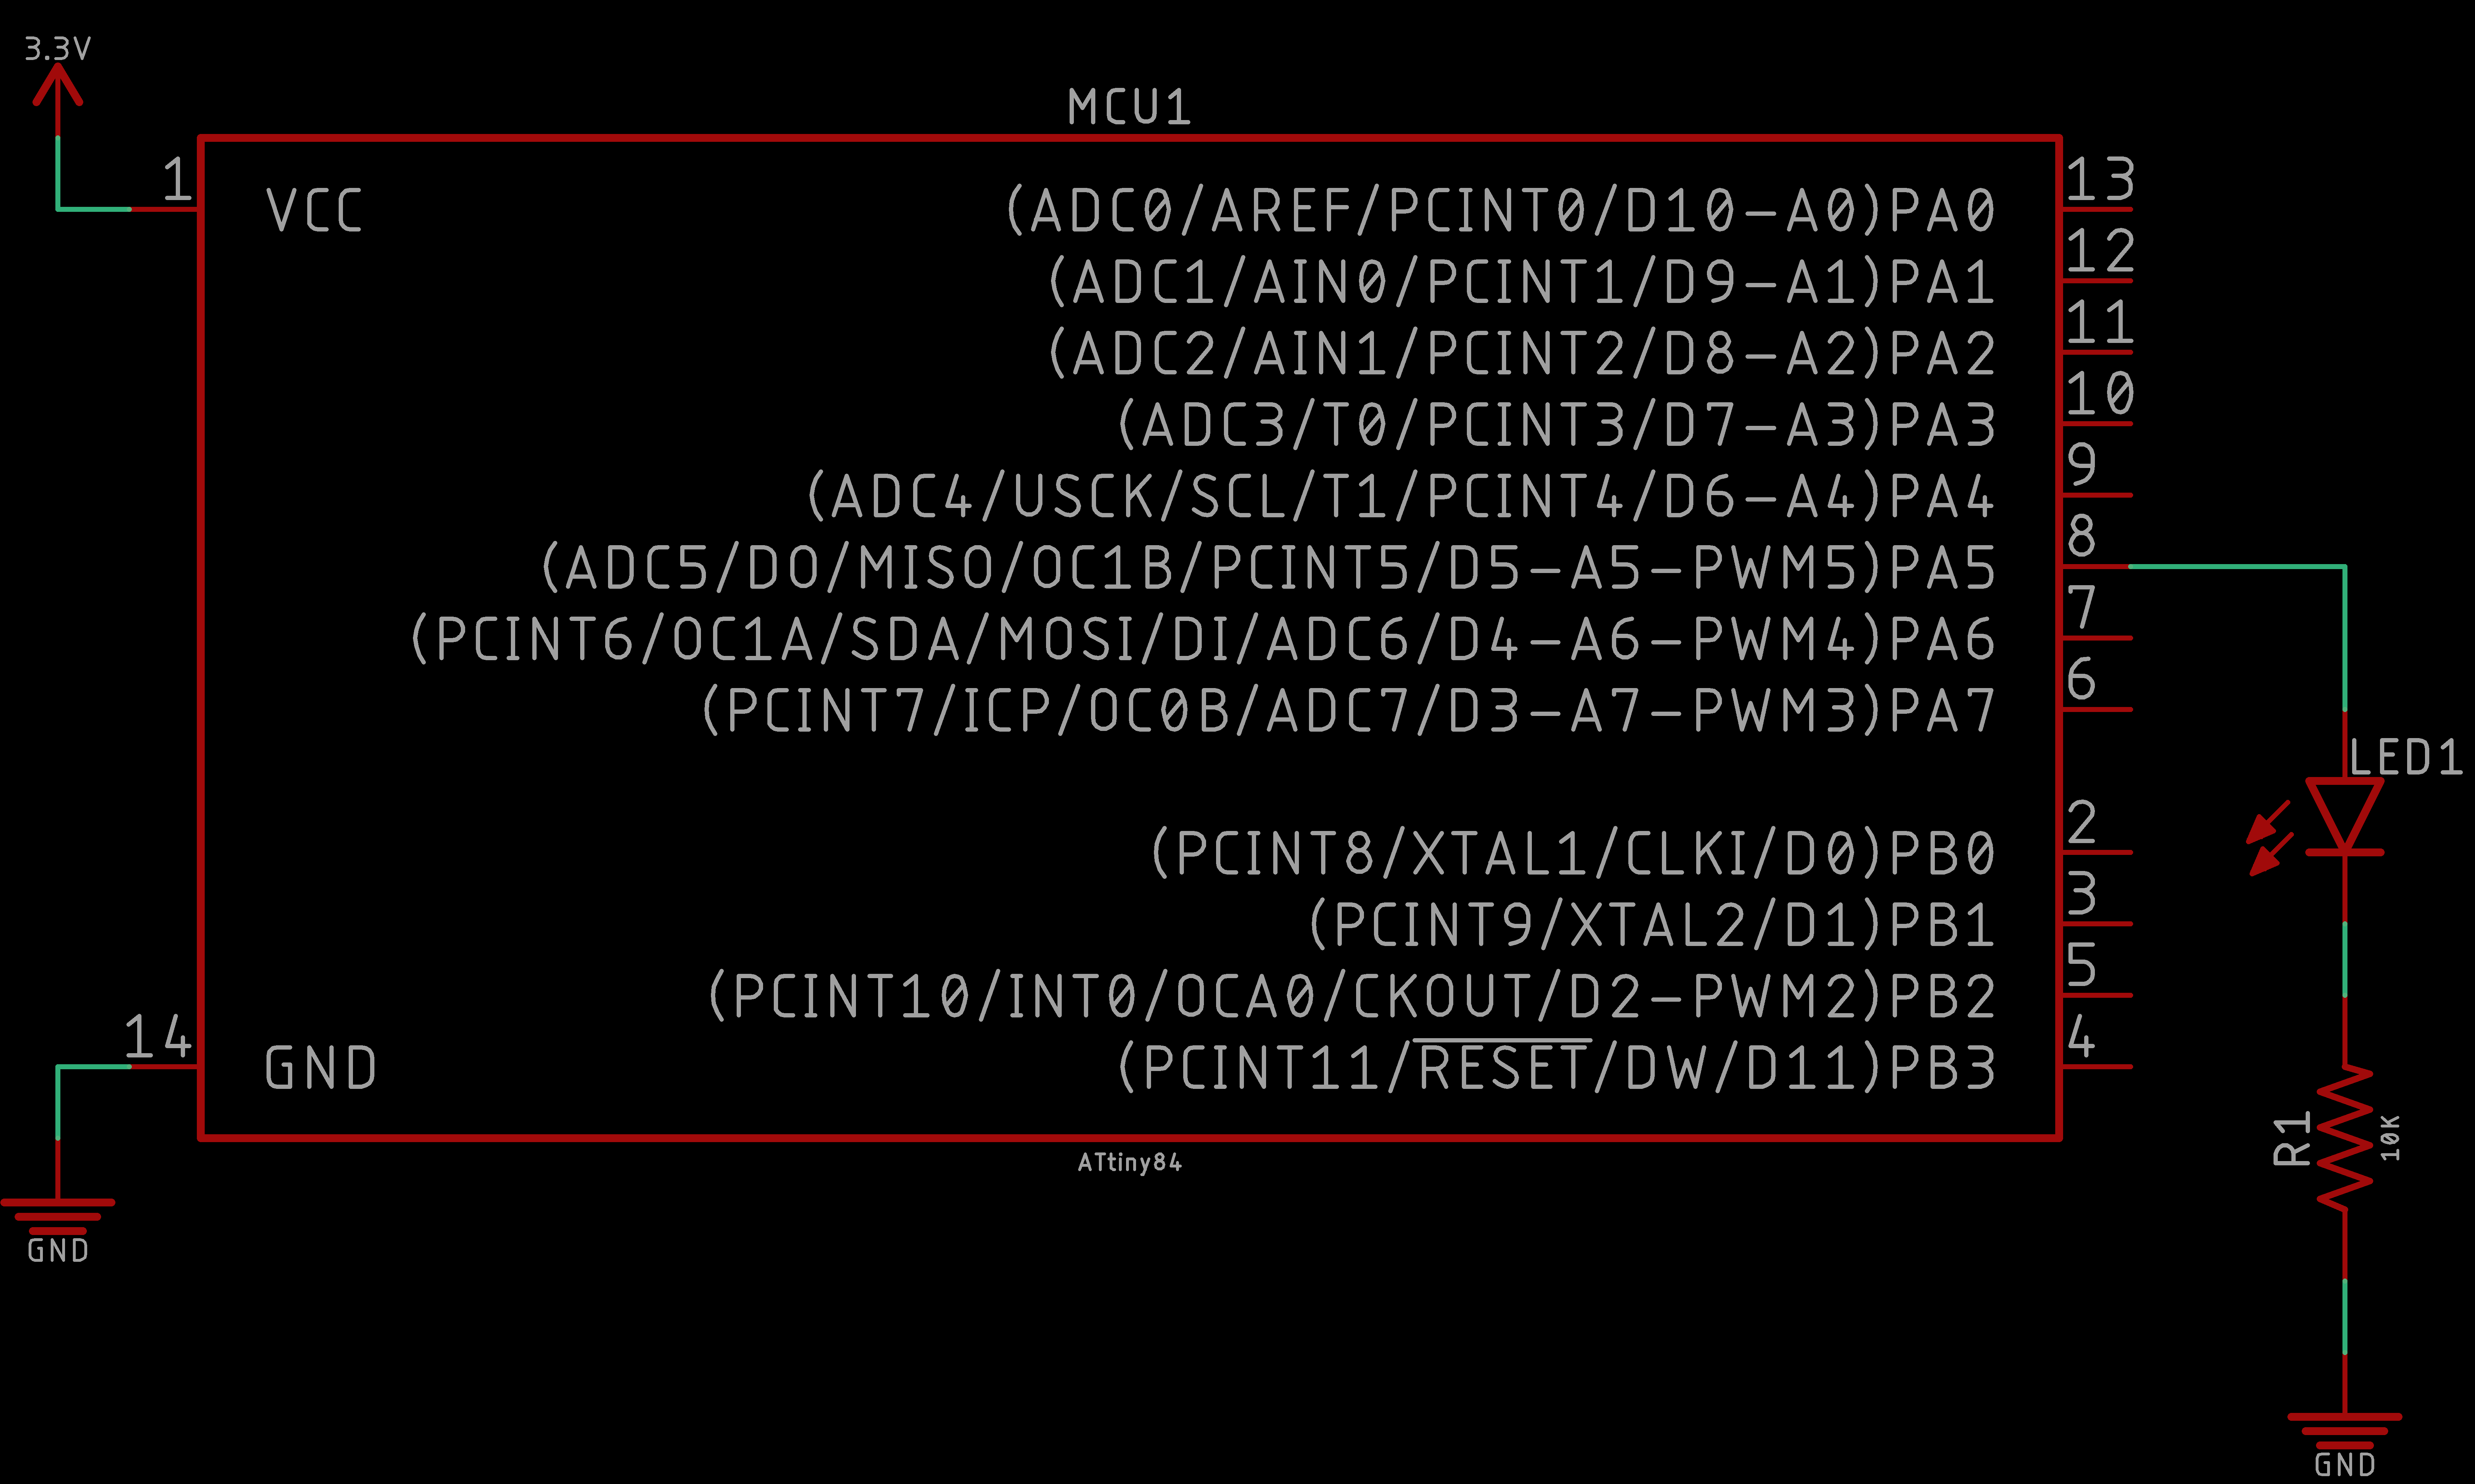 3.3V
MCU1
1
VCC
(ADC0/AREF/PCINT0/D10-A0)PA0
13
(ADC1/AIN0/PCINT1/D9-A1)PA1
12
(ADC2/AIN1/PCINT2/D8-A2)PA2
11
(ADC3/T0/PCINT3/D7-A3)PA3
10
(ADC4/USCK/SCL/T1/PCINT4/D6-A4)PA4
9
(ADC5/DO/MISO/OC1B/PCINT5/D5-A5-PWM5)PA5
8
(PCINT6/OC1A/SDA/MOSI/DI/ADC6/D4-A6-PWM4)PA6
7
(PCINT7/ICP/OC0B/ADC7/D3-A7-PWM3)PA7
6
LED1
(PCINT8/XTAL1/CLKI/D0)PB0
2
(PCINT9/XTAL2/D1)PB1
3
(PCINT10/INT0/OCA0/CKOUT/D2-PWM2)PB2
5
14
GND
(PCINT11/RESET/DW/D11)PB3
4
R1
10K
ATtiny84
GND
GND